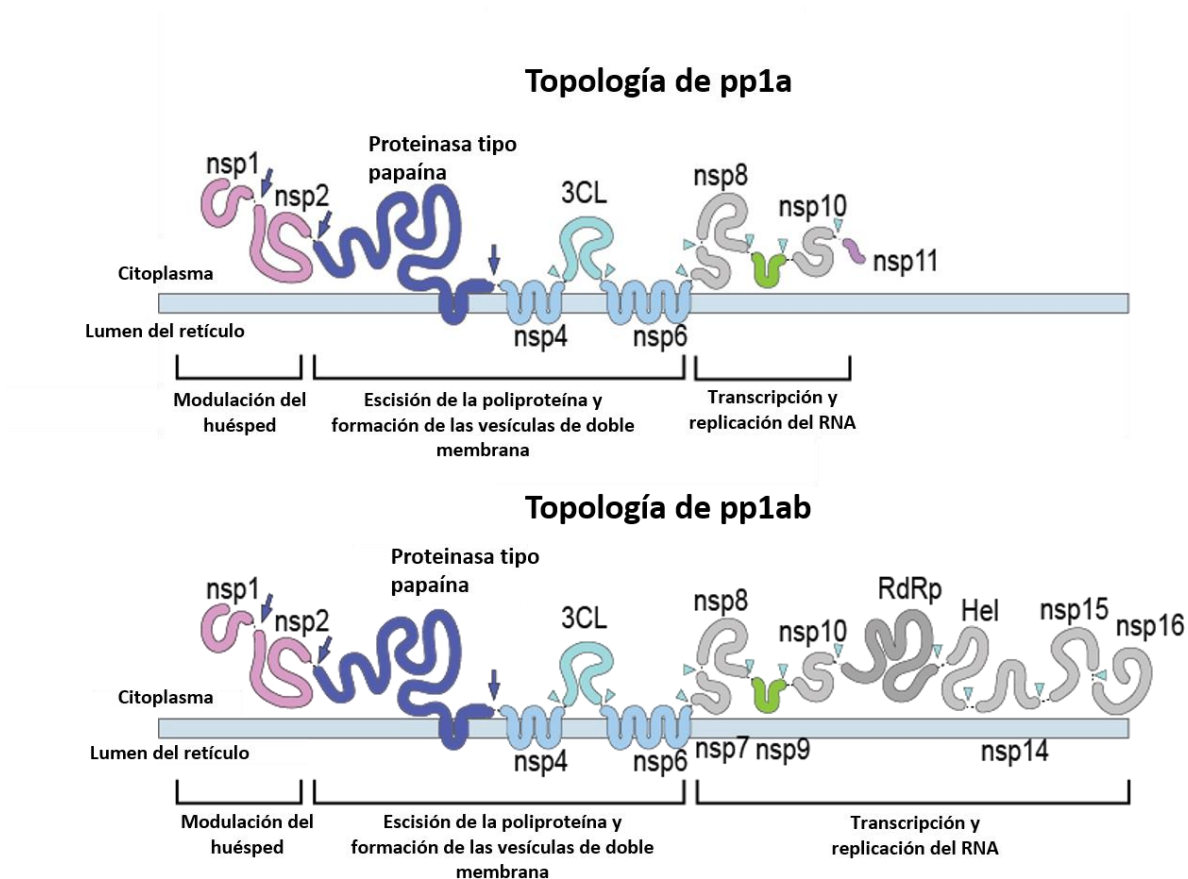 Topología de pp1a
Proteinasa tipo
papaína
nsp1
nsp2
3CL
nsp8
nsp10
nsp11
Citoplasma
Lumen del retículo
nsp4
nsp6
Modulación del
huésped
Escisión de la poliproteína y
formación de las vesículas de doble
membrana
Transcripción y
replicación del RNA
Topología de pp1ab
Proteinasa tipo
papaína
nsp1
nsp2
3CL
nsp8
nsp10
RdRp
Hel
nsp15
nsp16
Citoplasma
Lumen del retículo
nsp4
nsp6
nsp7
nsp9
nsp14
Modulación del
huésped
Escisión de la poliproteína y
formación de las vesículas de doble
membrana
Transcripción y
replicación del RNA